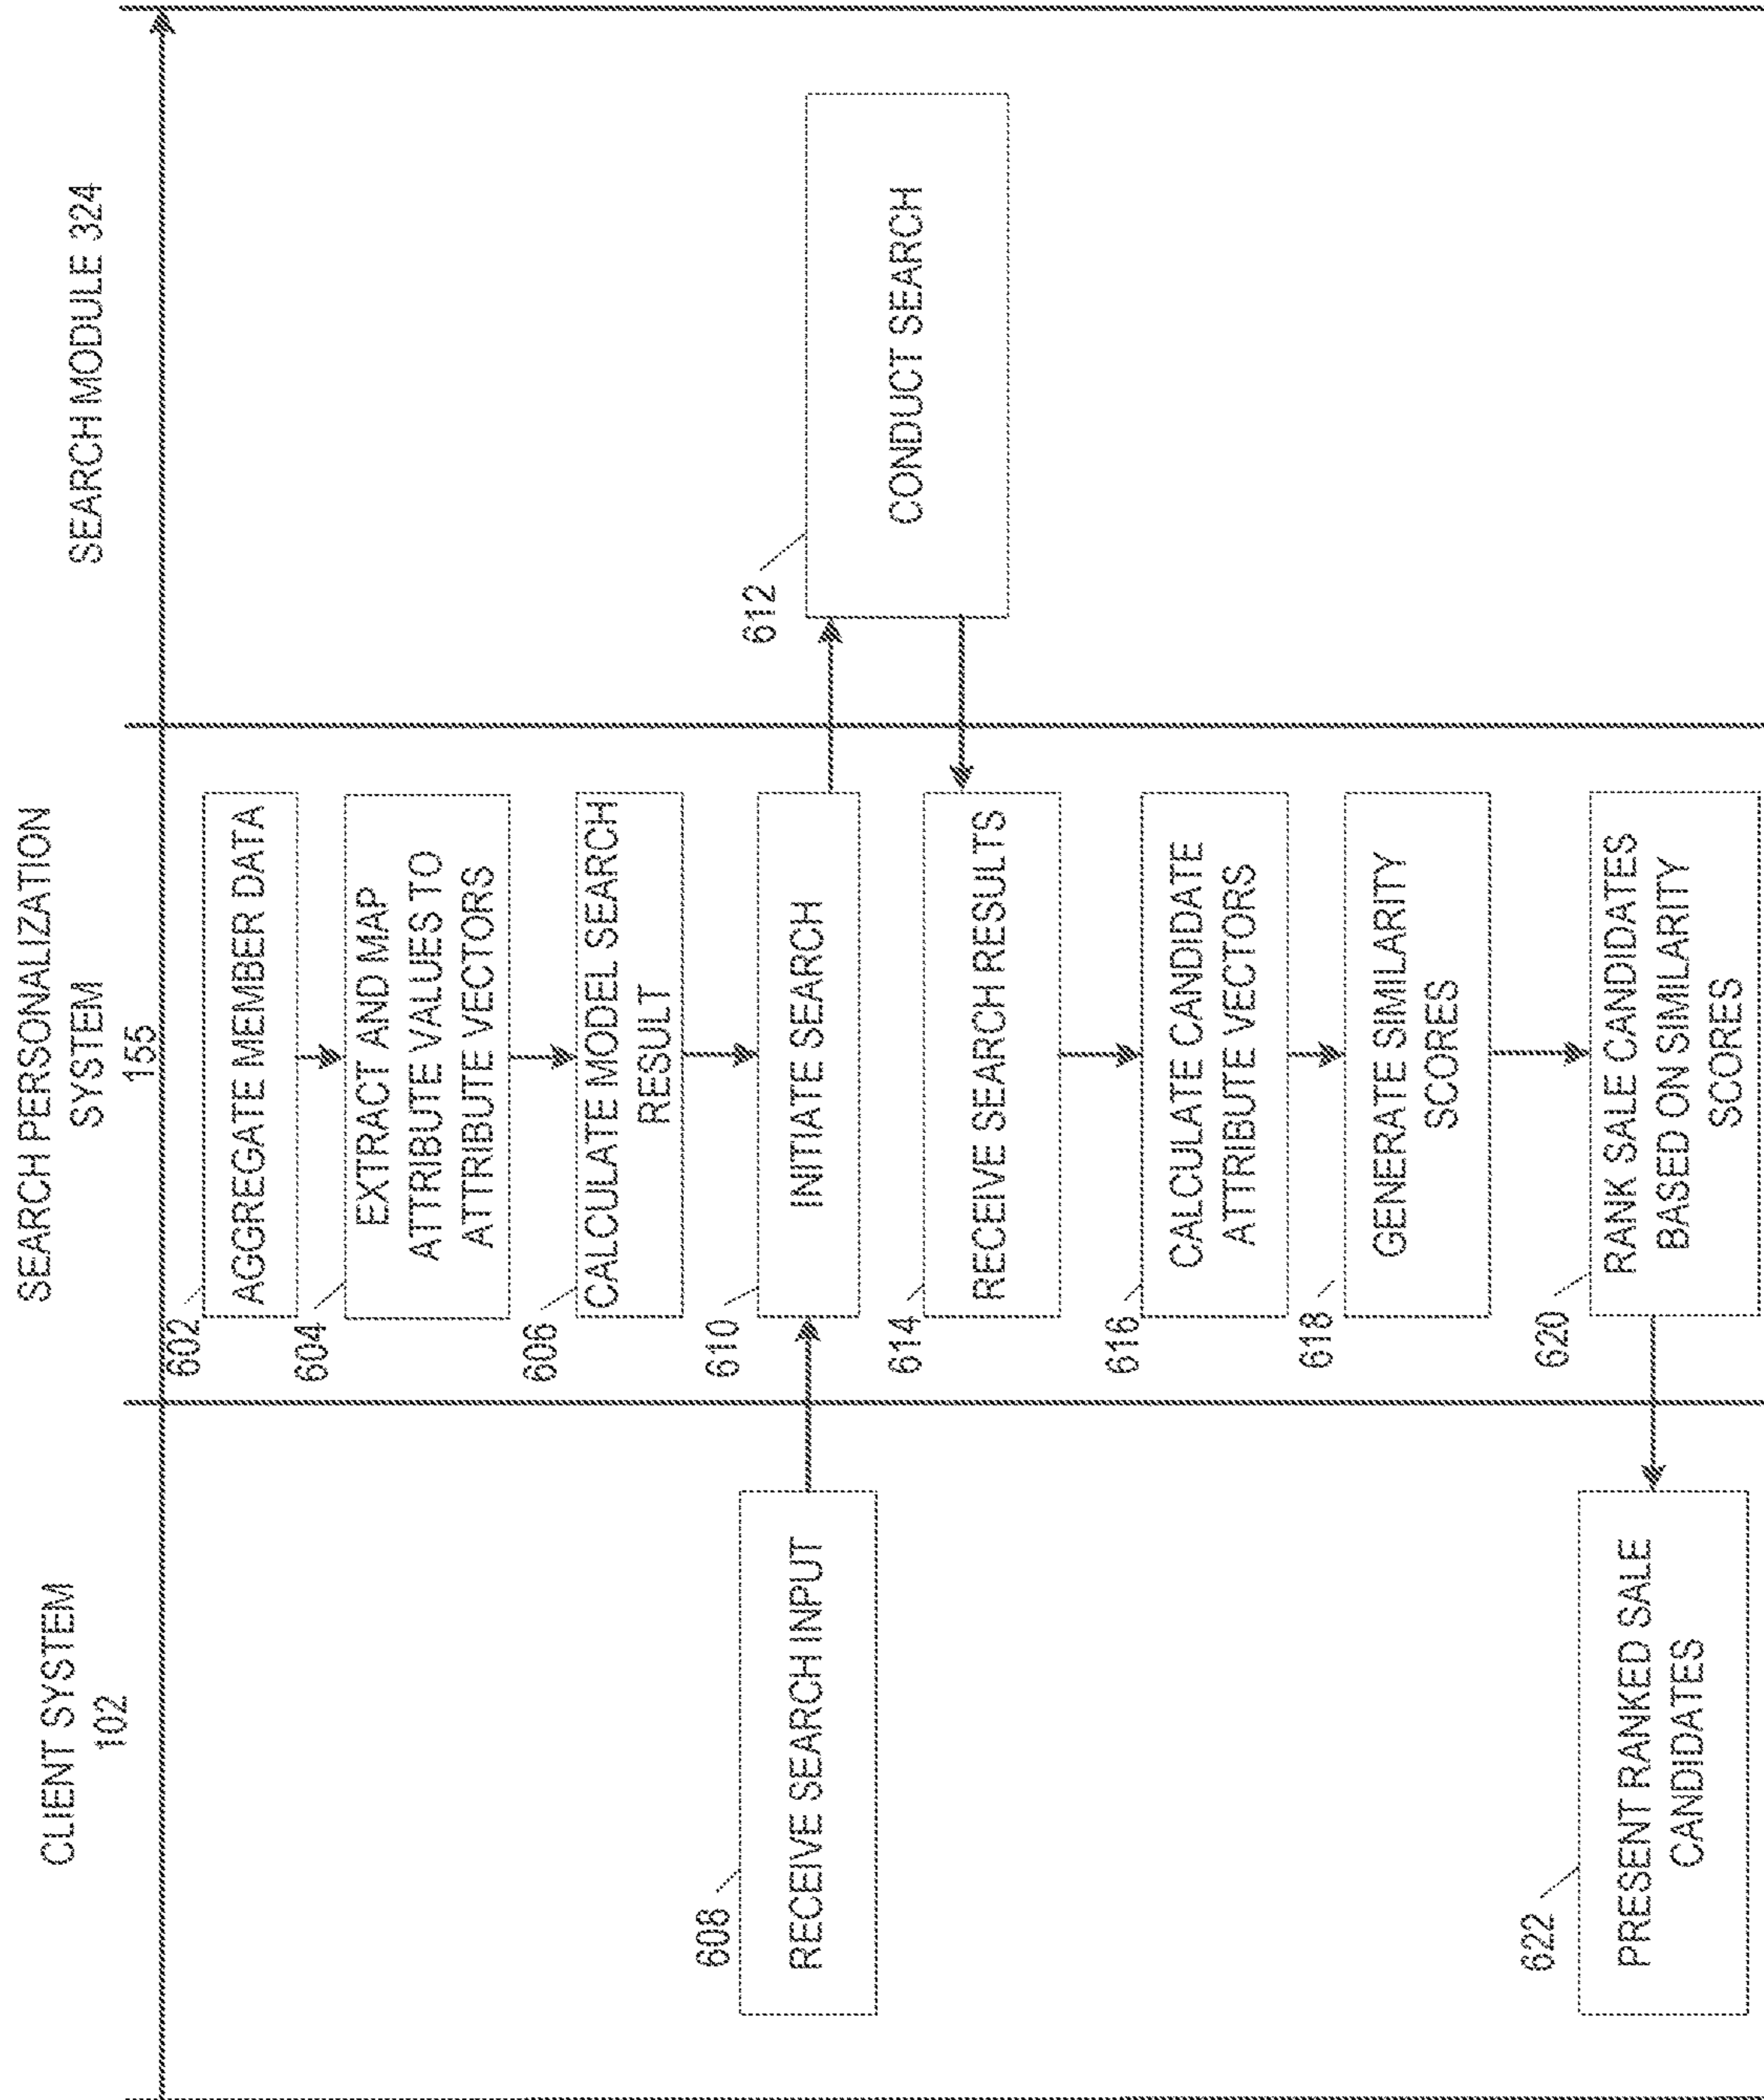 CLIENT SYSTEM
102
SEARCH PERSONALIZATION
SYSTEM
155
SEARCH MODULE 324
602
AGGREGATE MEMBER DATA
604
EXTRACT AND MAP
ATTRIBUTE VALUES TO
ATTRIBUTE VECTORS
606
CALCULATE MODEL SEARCH
RESULT
608
RECEIVE SEARCH INPUT
610
INITIATE SEARCH
612
CONDUCT SEARCH
614
RECEIVE SEARCH RESULTS
616
CALCULATE CANDIDATE
ATTRIBUTE VECTORS
618
GENERATE SIMILARITY
SCORES
620
RANK SALE CANDIDATES
BASED ON SIMILARITY
SCORES
622
PRESENT RANKED SALE
CANDIDATES